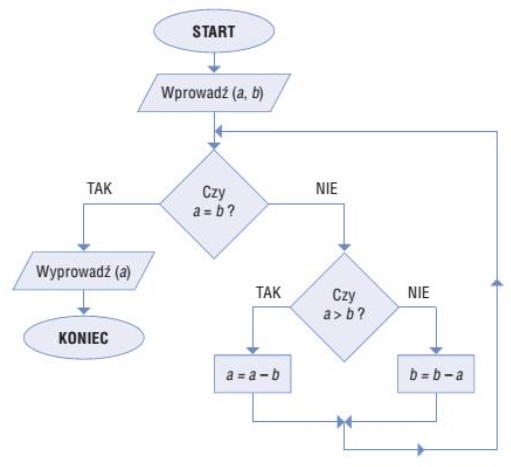 START
Wprowadź (a, b)
TAK
Czy
a = b ?
NIE
Wyprowadź (a)
KONIEC
TAK
Czy
a > b ?
NIE
a = a – b
b = b – a